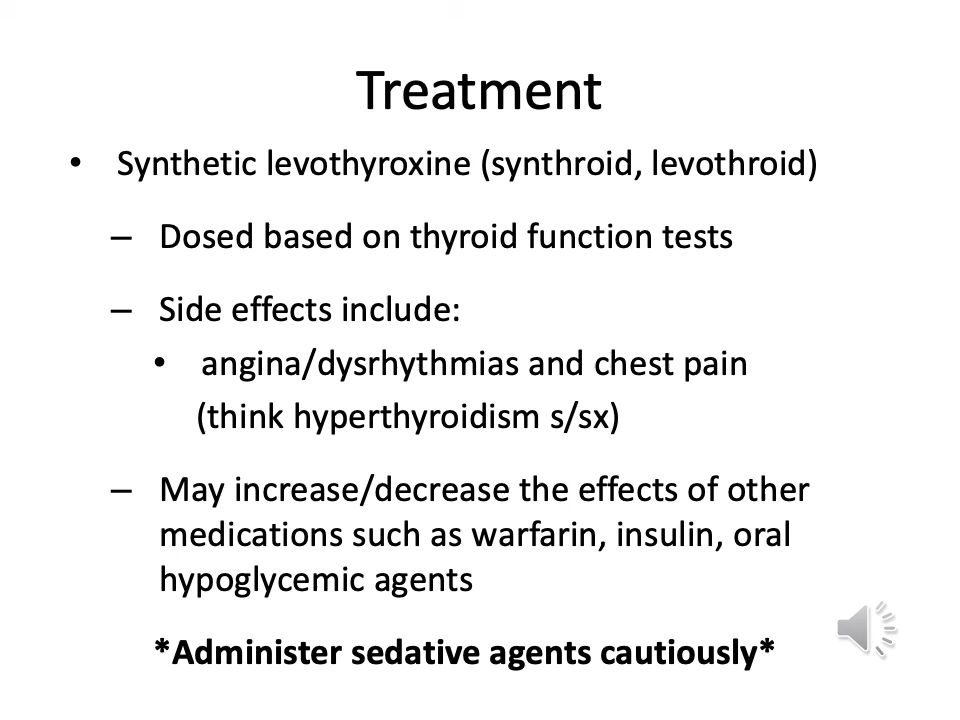 Treatment
• Synthetic levothyroxine (synthroid, levothroid)
– Dosed based on thyroid function tests
– Side effects include:
• angina/dysrhythmias and chest pain
(think hyperthyroidism s/sx)
– May increase/decrease the effects of other
medications such as warfarin, insulin, oral
hypoglycemic agents
*Administer sedative agents cautiously*